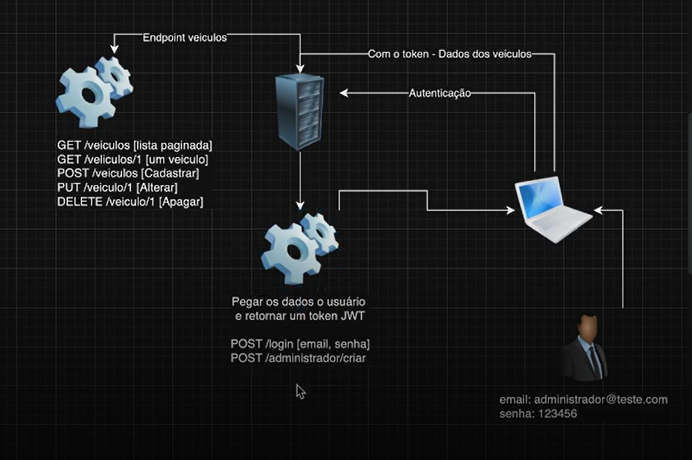 Endpoint veiculos
Com o token - Dados dos veiculos
Autenticação
GET /veiculos [lista paginada]
GET /veliculos/1 [um veiculo]
POST /veiculos [Cadastrar]
PUT /veiculo/1 [Alterar]
DELETE /veiculo/1 [Apagar]
Pegar os dados o usuário
e retornar um token JWT
POST /login [email, senha]
POST /administrador/criar
email: administrador@teste.com
senha: 123456